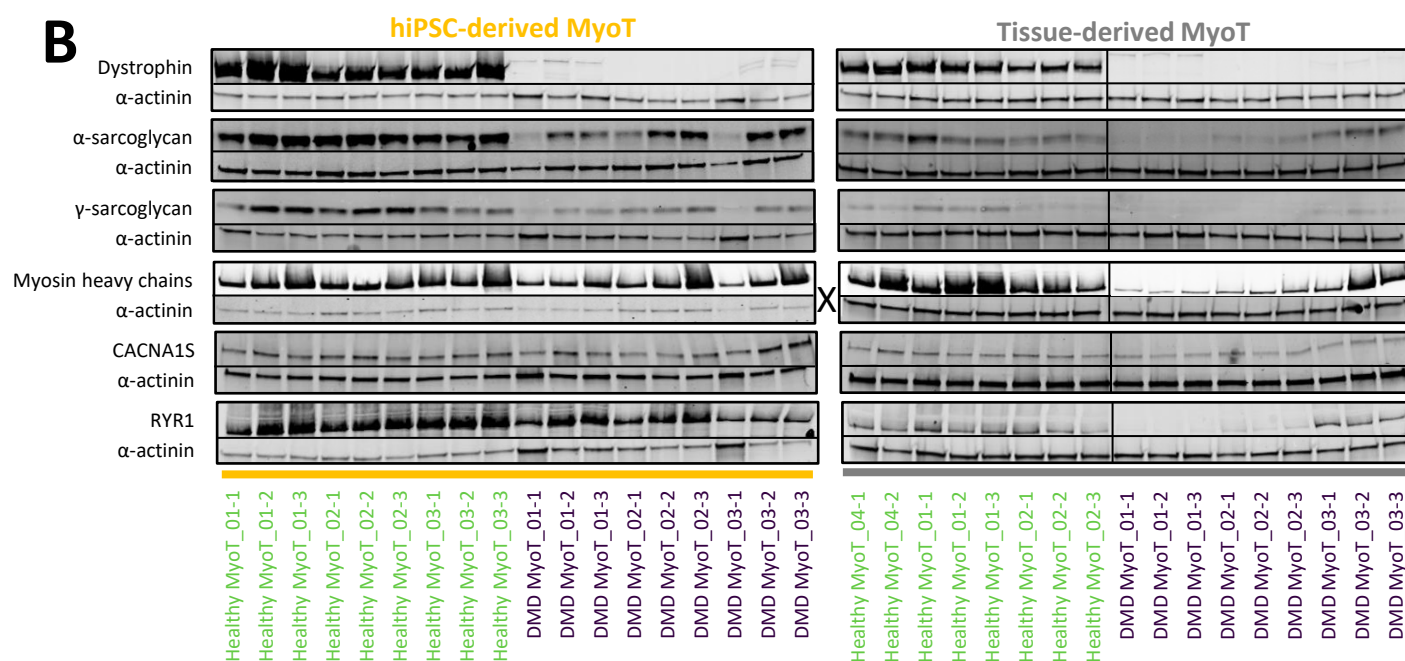 B
hiPSC-derived MyoT
Tissue-derived MyoT
Dystrophin
α-actinin
α-sarcoglycan
α-actinin
γ-sarcoglycan
α-actinin
Myosin heavy chains
α-actinin
X
CACNA1S
α-actinin
RYR1
α-actinin
Healthy MyoT_01-1
Healthy MyoT_01-2
Healthy MyoT_01-3
Healthy MyoT_02-1
Healthy MyoT_02-2
Healthy MyoT_02-3
Healthy MyoT_03-1
Healthy MyoT_03-2
Healthy MyoT_03-3
DMD MyoT_01-1
DMD MyoT_01-2
DMD MyoT_01-3
DMD MyoT_02-1
DMD MyoT_02-2
DMD MyoT_02-3
DMD MyoT_03-1
DMD MyoT_03-2
DMD MyoT_03-3
Healthy MyoT_04-1
Healthy MyoT_04-2
Healthy MyoT_01-1
Healthy MyoT_01-2
Healthy MyoT_01-3
Healthy MyoT_02-1
Healthy MyoT_02-2
Healthy MyoT_02-3
DMD MyoT_01-1
DMD MyoT_01-2
DMD MyoT_01-3
DMD MyoT_02-1
DMD MyoT_02-2
DMD MyoT_02-3
DMD MyoT_03-1
DMD MyoT_03-2
DMD MyoT_03-3